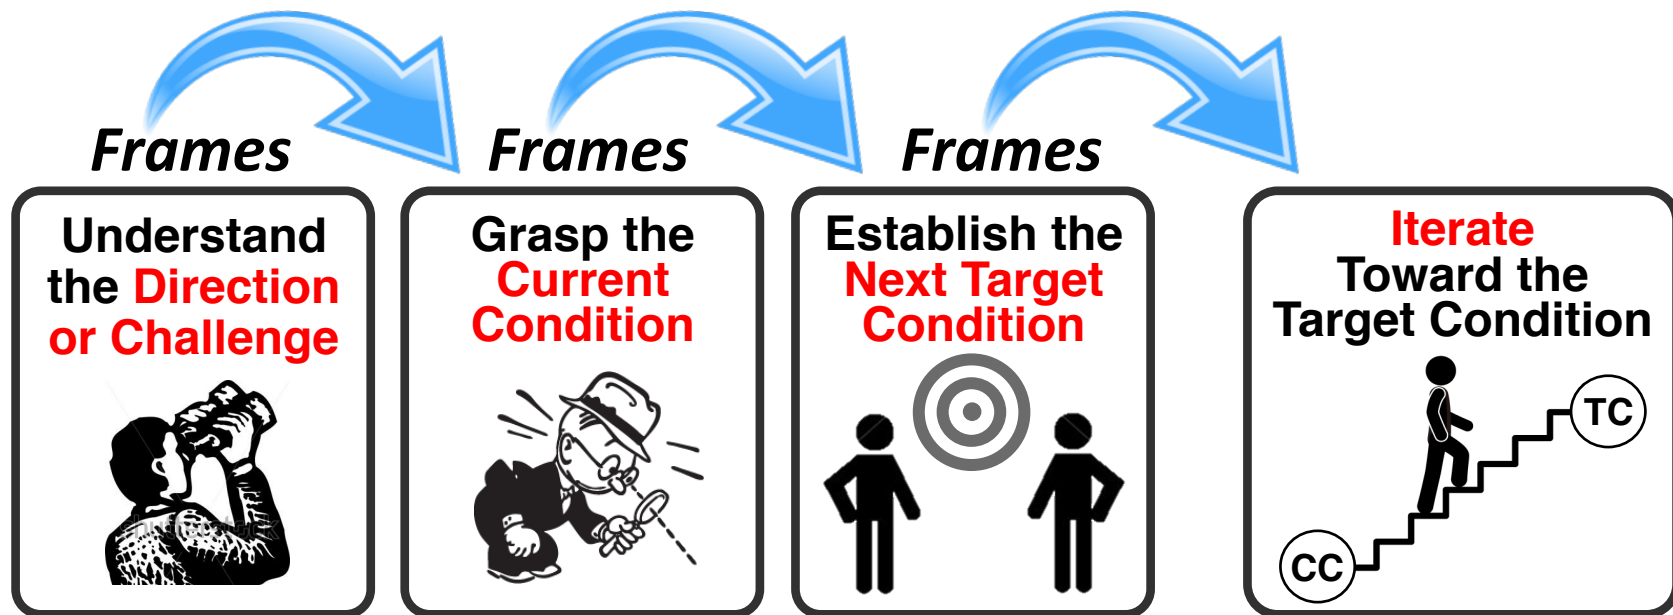 Frames
Frames
Frames
Understand
the Direction
or Challenge
Grasp the
Current
Condition
Establish the
Next Target
Condition
Iterate
Toward the
Target Condition
TC
CC
shutterstock